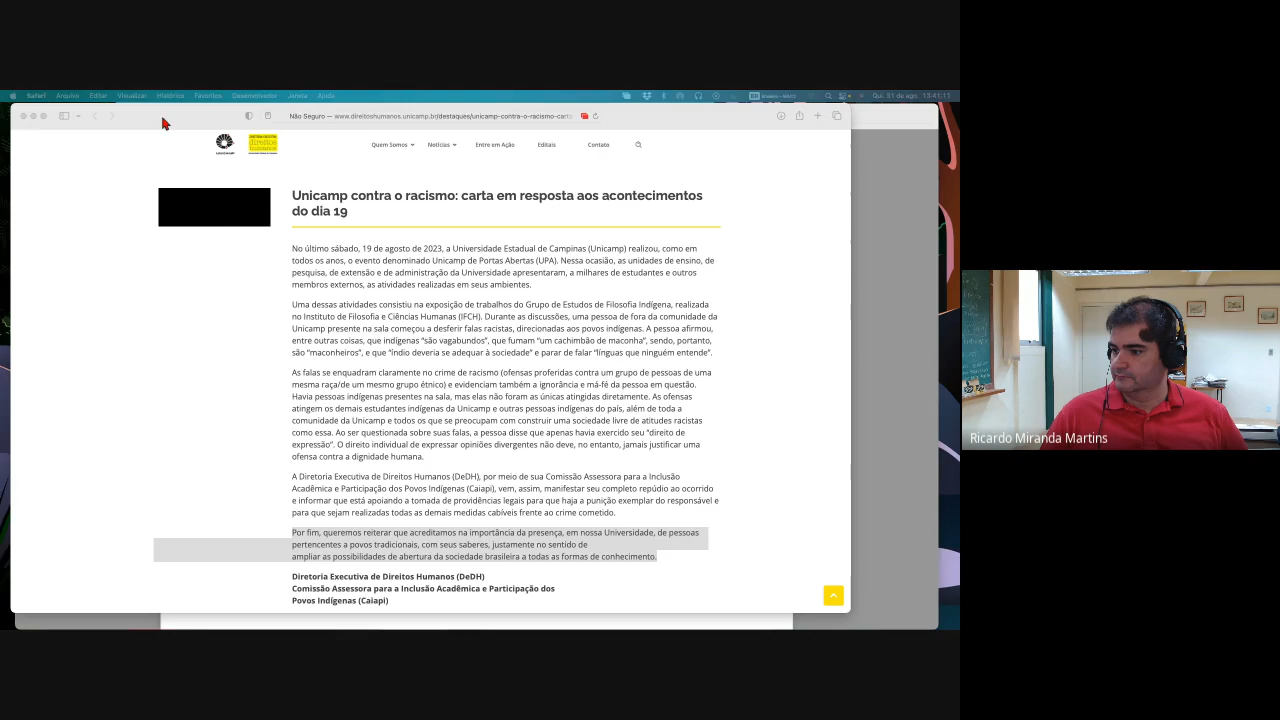 Safari Arquivo Editar Visualizar Histórico Favoritos Desenvolvedor Janela Ajuda
Qui. 31 de ago. 13:41:11
Não Seguro — www.direitoshumanos.unicamp.br/destaques/unicamp-contra-o-racismo-carta
UNICAMP
direitos humanos
Quem Somos Notícias Entre em Ação Editais Contato
Unicamp contra o racismo: carta em resposta aos acontecimentos
do dia 19
No último sábado, 19 de agosto de 2023, a Universidade Estadual de Campinas (Unicamp) realizou, como em
todos os anos, o evento denominado Unicamp de Portas Abertas (UPA). Nessa ocasião, as unidades de ensino, de
pesquisa, de extensão e de administração da Universidade apresentaram, a milhares de estudantes e outros
membros externos, as atividades realizadas em seus ambientes.
Uma dessas atividades consistiu na exposição de trabalhos do Grupo de Estudos de Filosofia Indígena, realizada
no Instituto de Filosofia e Ciências Humanas (IFCH). Durante as discussões, uma pessoa de fora da comunidade da
Unicamp presente na sala começou a desferir falas racistas, direcionadas aos povos indígenas. A pessoa afirmou,
entre outras coisas, que indígenas “são vagabundos”, que fumam “um cachimbão de maconha”, sendo, portanto,
são “maconheiros”, e que “índio deveria se adequar à sociedade” e parar de falar “línguas que ninguém entende”.
As falas se enquadram claramente no crime de racismo (ofensas proferidas contra um grupo de pessoas de uma
mesma raça/de um mesmo grupo étnico) e evidenciam também a ignorância e má-fé da pessoa em questão.
Havia pessoas indígenas presentes na sala, mas elas não foram as únicas atingidas diretamente. As ofensas
atingem os demais estudantes indígenas da Unicamp e outras pessoas indígenas do país, além de toda a
comunidade da Unicamp e todos os que se preocupam com construir uma sociedade livre de atitudes racistas
como essa. Ao ser questionada sobre suas falas, a pessoa disse que apenas havia exercido seu “direito de
expressão”. O direito individual de expressar opiniões divergentes não deve, no entanto, jamais justificar uma
ofensa contra a dignidade humana.
A Diretoria Executiva de Direitos Humanos (DeDH), por meio de sua Comissão Assessora para a Inclusão
Acadêmica e Participação dos Povos Indígenas (Caiapi), vem, assim, manifestar seu completo repúdio ao ocorrido
e informar que está apoiando a tomada de providências legais para que haja a punição exemplar do responsável e
para que sejam realizadas todas as demais medidas cabíveis frente ao crime cometido.
Por fim, queremos reiterar que acreditamos na importância da presença, em nossa Universidade, de pessoas
pertencentes a povos tradicionais, com seus saberes, justamente no sentido de
ampliar as possibilidades de abertura da sociedade brasileira a todas as formas de conhecimento.
Diretoria Executiva de Direitos Humanos (DeDH)
Comissão Assessora para a Inclusão Acadêmica e Participação dos
Povos Indígenas (Caiapi)
Ricardo Miranda Martins